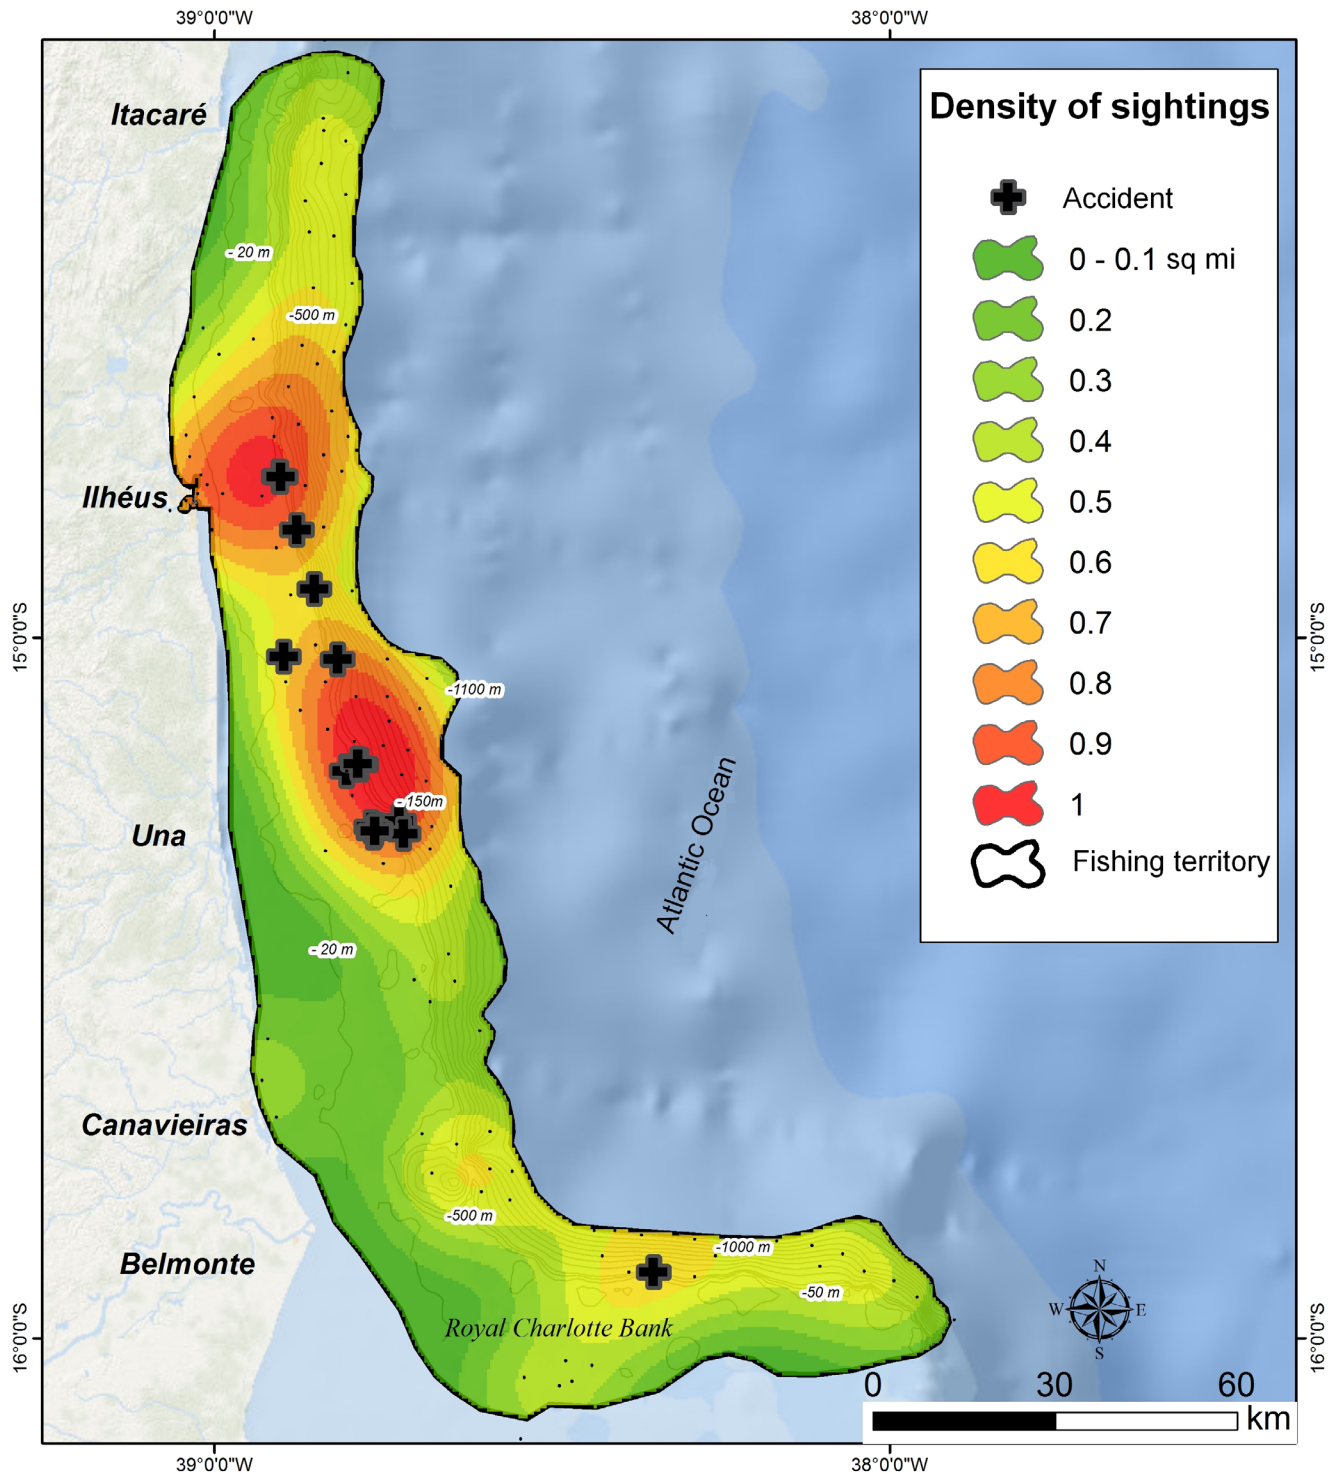 39°0'0"W
38°0'0"W
Itacaré
Density of sightings
Accident
- 20 m
0 - 0.1 sq mi
-500 m
0.2
0.3
0.4
Ilhéus
0.5
0.6
15°0'0"S
15°0'0"S
0.7
-1100 m
0.8
0.9
- 150m
1
Una
Atlantic Ocean
Fishing territory
- 20 m
Canavieiras
-500 m
-1000 m
Belmonte
-50 m
N
W
E
S
Royal Charlotte Bank
16°0'0"S
16°0'0"S
0 30 60
km
39°0'0"W
38°0'0"W